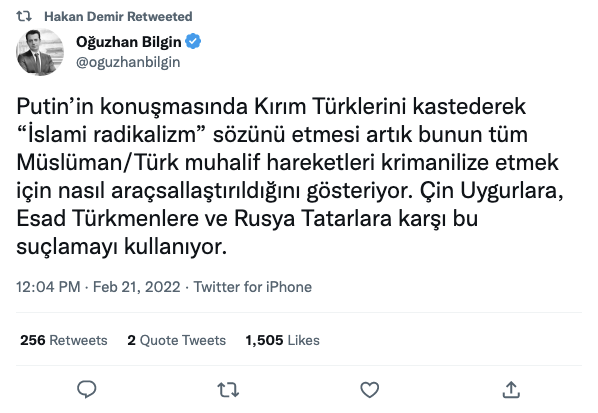 Hakan Demir Retweeted
Oğuzhan Bilgin
@oguzhanbilgin
Putin’in konuşmasında Kırım Türklerini kastederek
“İslami radikalizm” sözünü etmesi artık bunun tüm
Müslüman/Türk muhalif hareketleri krimanilize etmek
için nasıl araçsallaştırıldığını gösteriyor. Çin Uygurlara,
Esad Türkmenlere ve Rusya Tatarlara karşı bu
suçlamayı kullanıyor.
12:04 PM · Feb 21, 2022 · Twitter for iPhone
256 Retweets 2 Quote Tweets 1,505 Likes